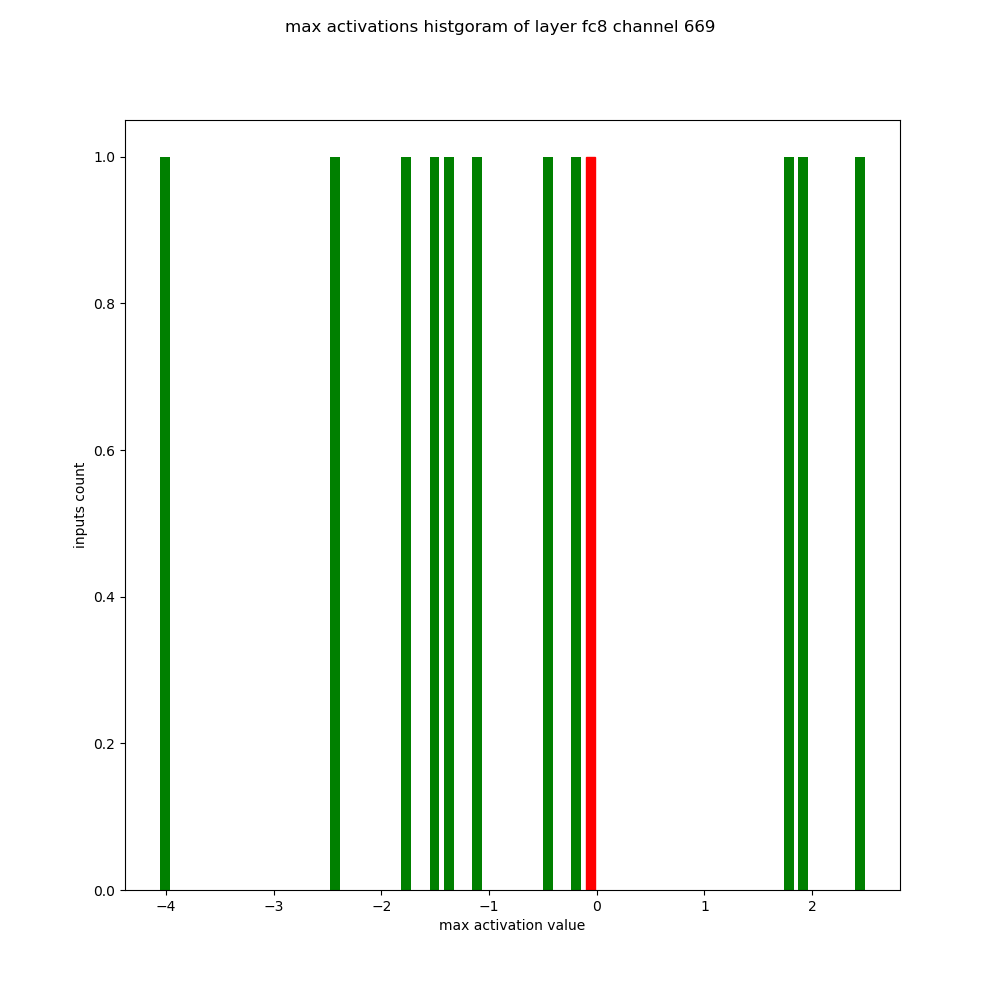 max activations histgoram of layer fc8 channel 669
1.0
0.8
0.6
0.4
0.2
0.0
inputs count
−4 −3 −2 −1 0 1 2
max activation value